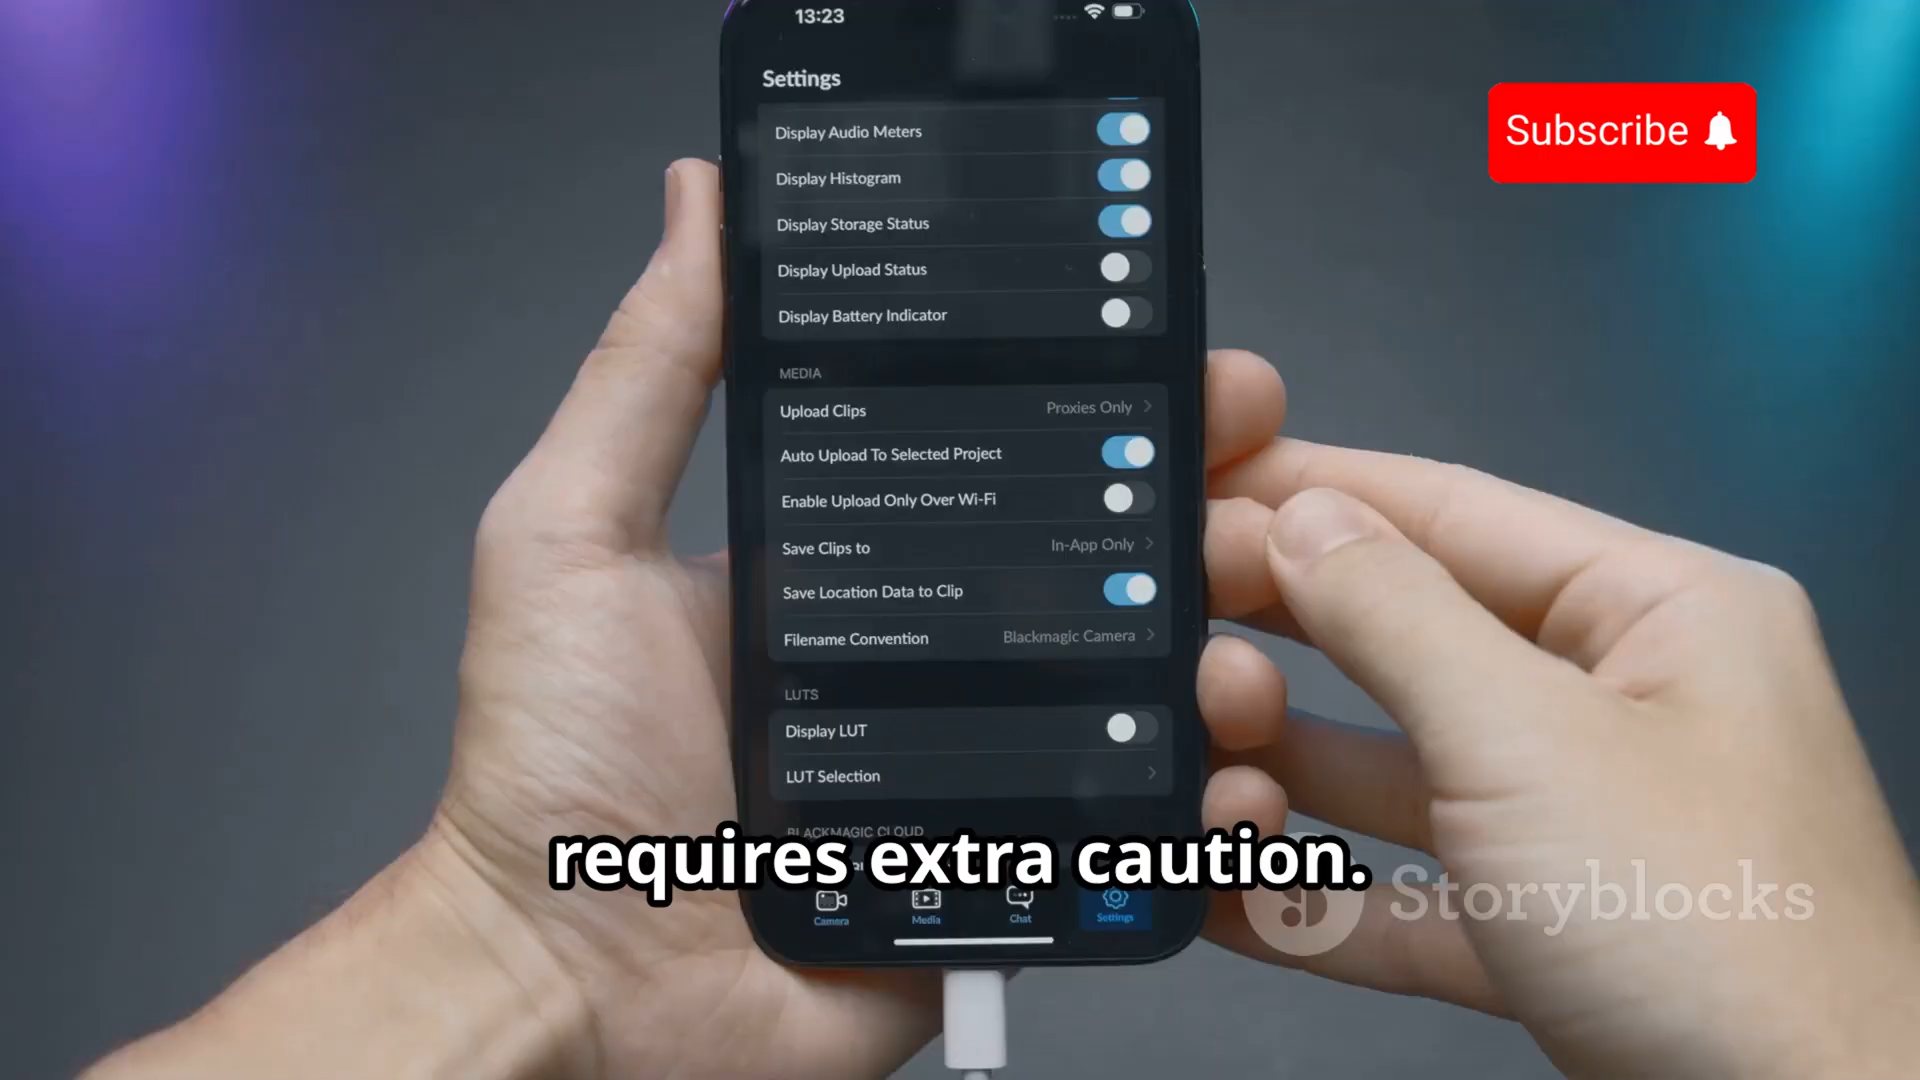 13:23
Settings
Subscribe
Display Audio Meters
Display Histogram
Display Storage Status
Display Upload Status
Display Battery Indicator
MEDIA
Upload Clips Proxies Only
Auto Upload To Selected Project
Enable Upload Only Over Wi-Fi
Save Clips to In-App Only
Save Location Data to Clip
Filename Convention Blackmagic Camera
LUTS
Display LUT
LUT Selection
BLACKMAGIC CLOUD
requires extra caution.
Storyblocks
Camera Media Chat Settings